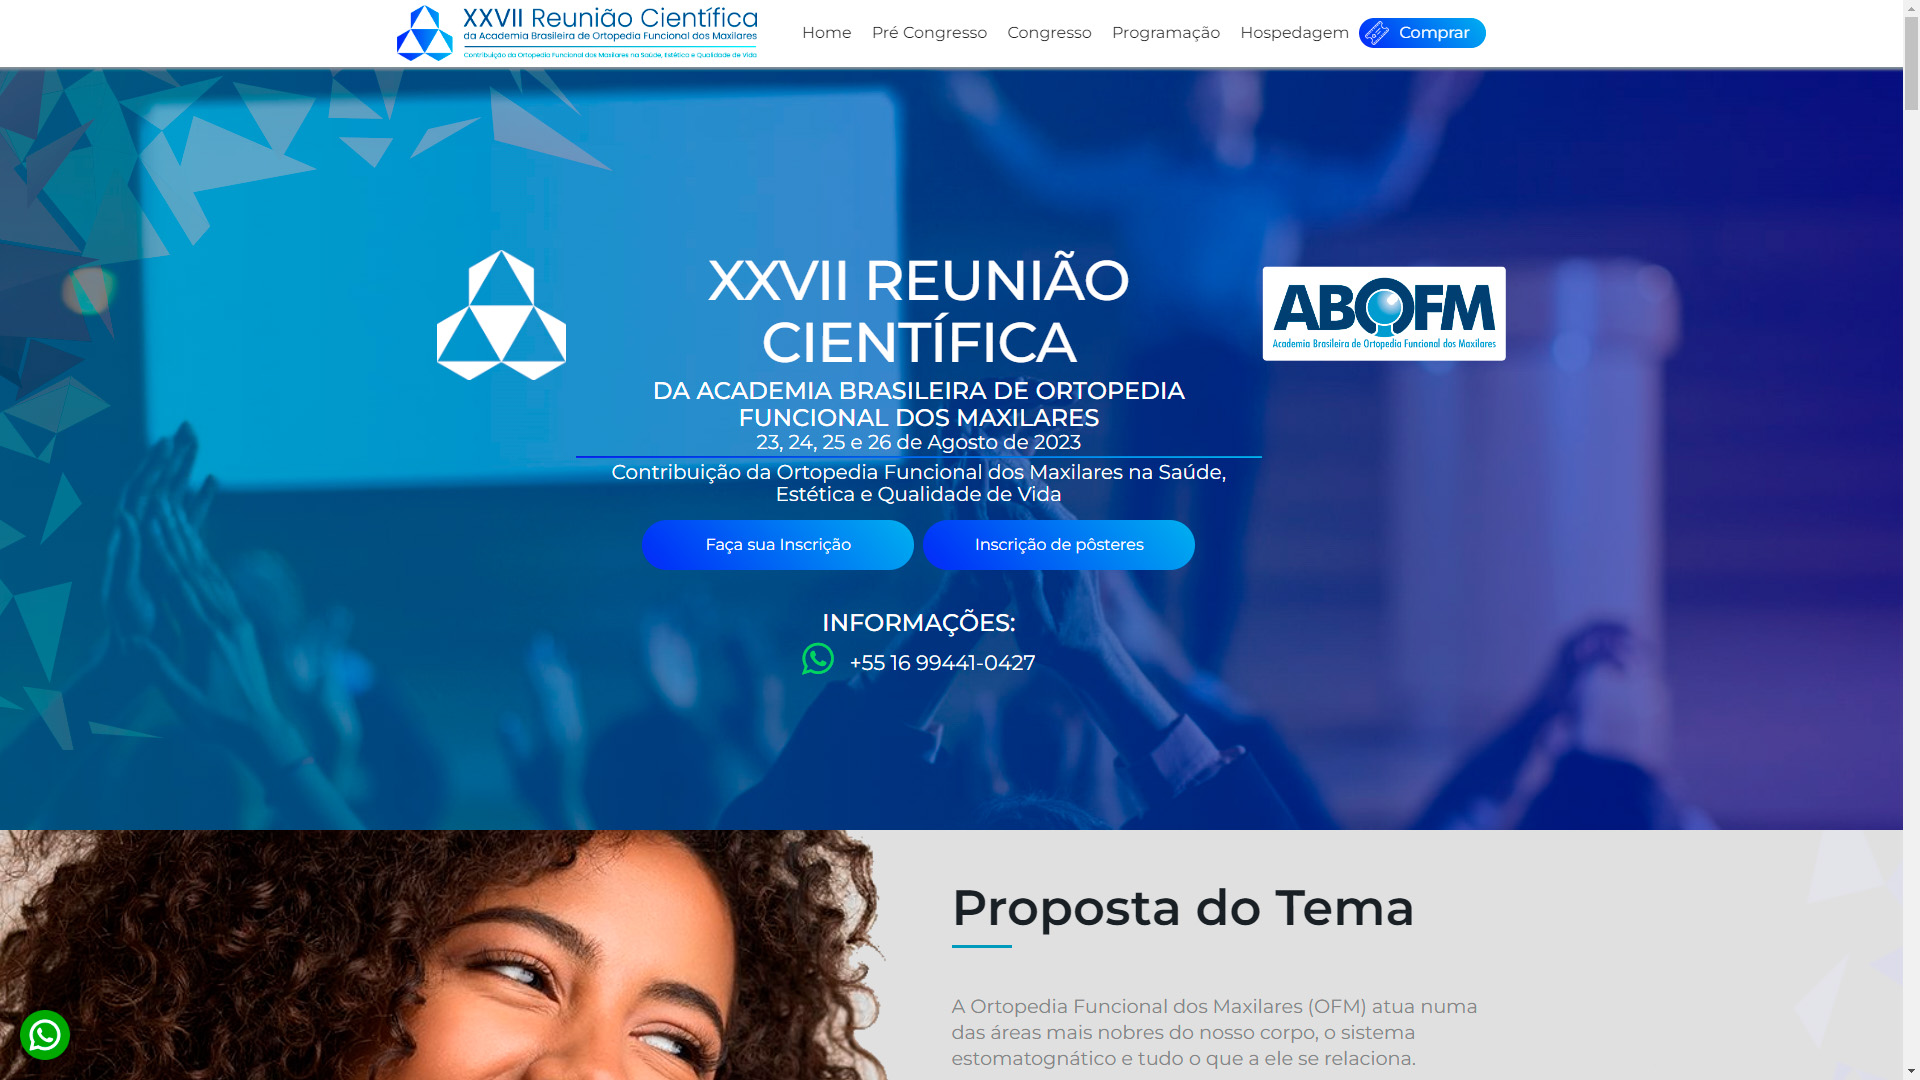 XXVII Reunião Científica
da Academia Brasileira de Ortopedia Funcional dos Maxilares
Contribuição da Ortopedia Funcional dos Maxilares na Saúde, Estética e Qualidade de Vida
Home
Pré Congresso
Congresso
Programação
Hospedagem
Comprar
XXVII REUNIÃO
CIENTÍFICA
DA ACADEMIA BRASILEIRA DE ORTOPEDIA
FUNCIONAL DOS MAXILARES
23, 24, 25 e 26 de Agosto de 2023
Contribuição da Ortopedia Funcional dos Maxilares na Saúde,
Estética e Qualidade de Vida
ABOFM
Academia Brasileira de Ortopedia Funcional dos Maxilares
Faça sua Inscrição
Inscrição de pôsteres
INFORMAÇÕES:
+55 16 99441-0427
Proposta do Tema
A Ortopedia Funcional dos Maxilares (OFM) atua numa
das áreas mais nobres do nosso corpo, o sistema
estomatognático e tudo o que a ele se relaciona.